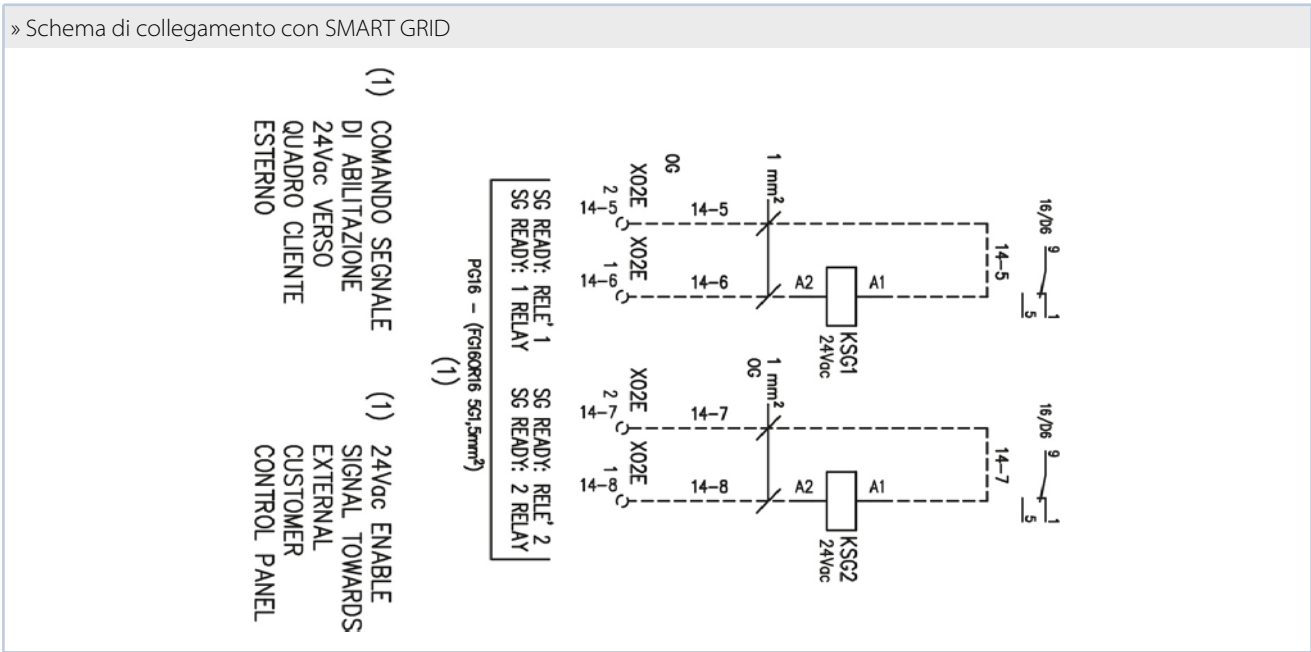 » Schema di collegamento con SMART GRID
16/D6
9
1
5
16/D6
9
1
5
14-5
14-7
A1
A1
KSG1
24Vac
KSG2
24Vac
A2
A2
1 mm²
OG
1 mm²
OG
14-5
14-6
14-7
14-8
X02E
2
14-5
X02E
1
14-6
X02E
2
14-7
X02E
1
14-8
SG READY: RELE' 1
SG READY: 1 RELAY
SG READY: RELE' 2
SG READY: 2 RELAY
PG16 - (FG16OR16 5G1,5mm²)
(1)
(1) COMANDO SEGNALE
DI ABILITAZIONE
24Vac VERSO
QUADRO CLIENTE
ESTERNO
(1) 24Vac ENABLE
SIGNAL TOWARDS
EXTERNAL
CUSTOMER
CONTROL PANEL